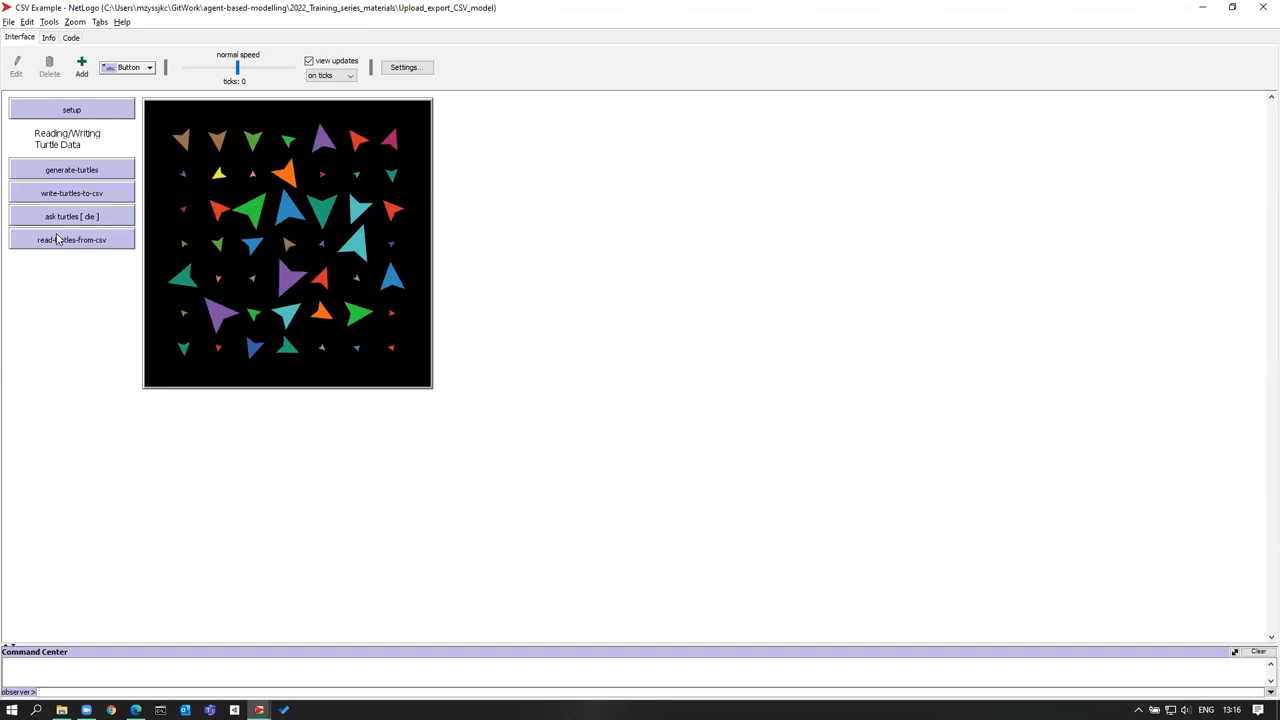 CSV Example - NetLogo {C:\Users\mzyssjkc\GitWork\agent-based-modelling\2022_Training_series_materials\Upload_export_CSV_model}
File Edit Tools Zoom Tabs Help
Interface Info Code
Edit Delete Add abc Button normal speed view updates Settings...
ticks: 0 on ticks
setup
Reading/Writing
Turtle Data
generate-turtles
write-turtles-to-csv
ask turtles [ die ]
read-turtles-from-csv
Command Center Clear
observer>
ENG 13:16